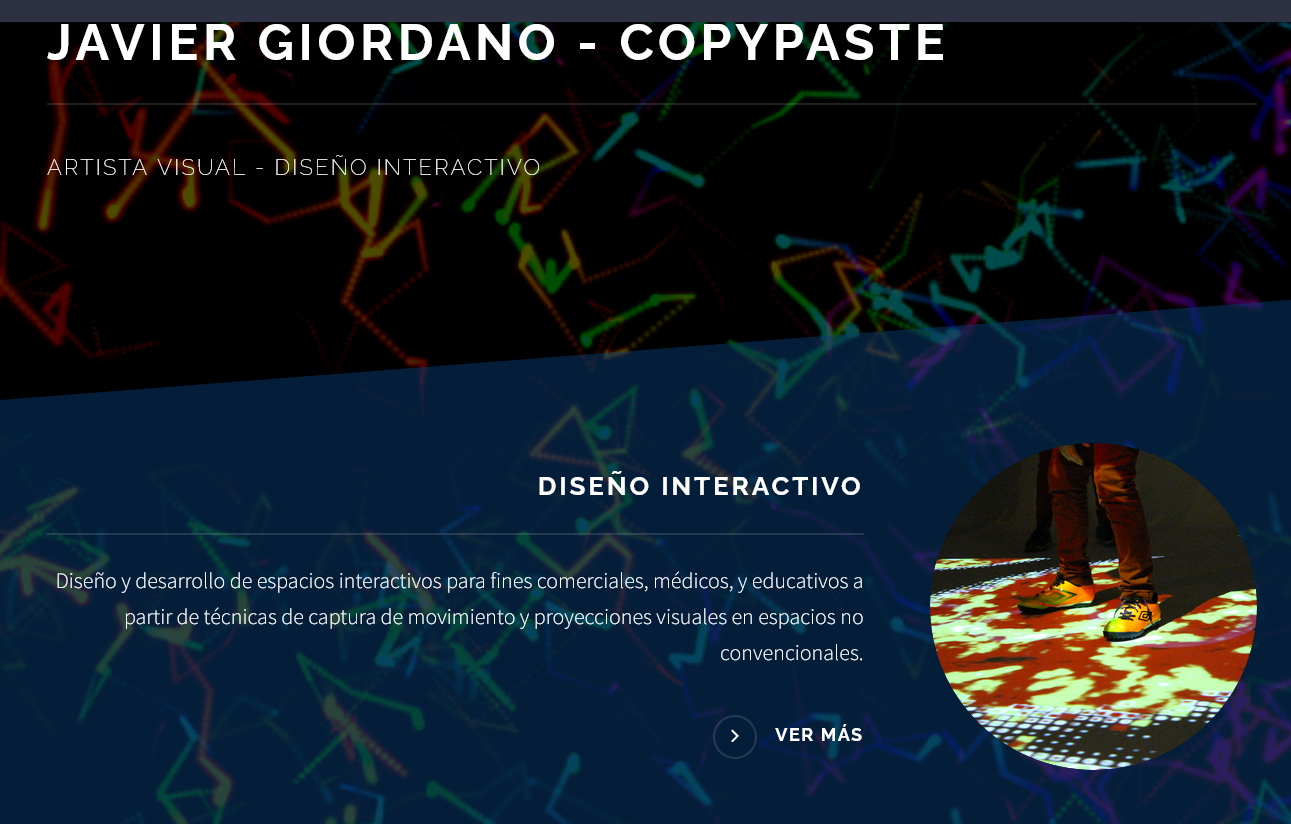 JAVIER GIORDANO - COPYPASTE
ARTISTA VISUAL - DISEÑO INTERACTIVO
DISEÑO INTERACTIVO
Diseño y desarrollo de espacios interactivos para fines comerciales, médicos, y educativos a
partir de técnicas de captura de movimiento y proyecciones visuales en espacios no
convencionales.
VER MÁS